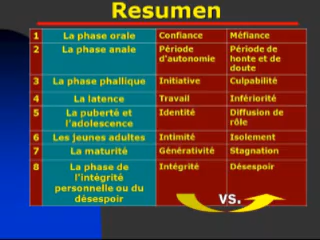 Resumen
1 La phase orale Confiance Méfiance
2 La phase anale Période d'autonomie Période de honte et de doute
3 La phase phallique Initiative Culpabilité
4 La latence Travail Infériorité
5 La puberté et l'adolescence Identité Diffusion de rôle
6 Les jeunes adultes Intimité Isolement
7 La maturité Générativité Stagnation
8 La phase de l'intégrité personnelle ou du désespoir Intégrité Désespoir
vs.